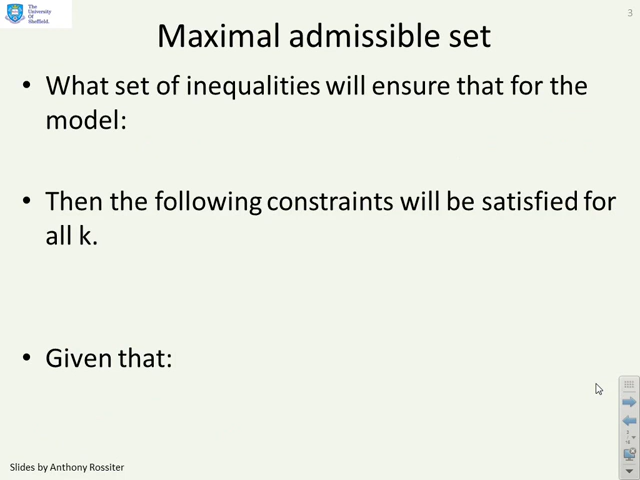 The
University
Of
Sheffield.
3
Maximal admissible set
• What set of inequalities will ensure that for the
model:
• Then the following constraints will be satisfied for
all k.
• Given that:
Slides by Anthony Rossiter